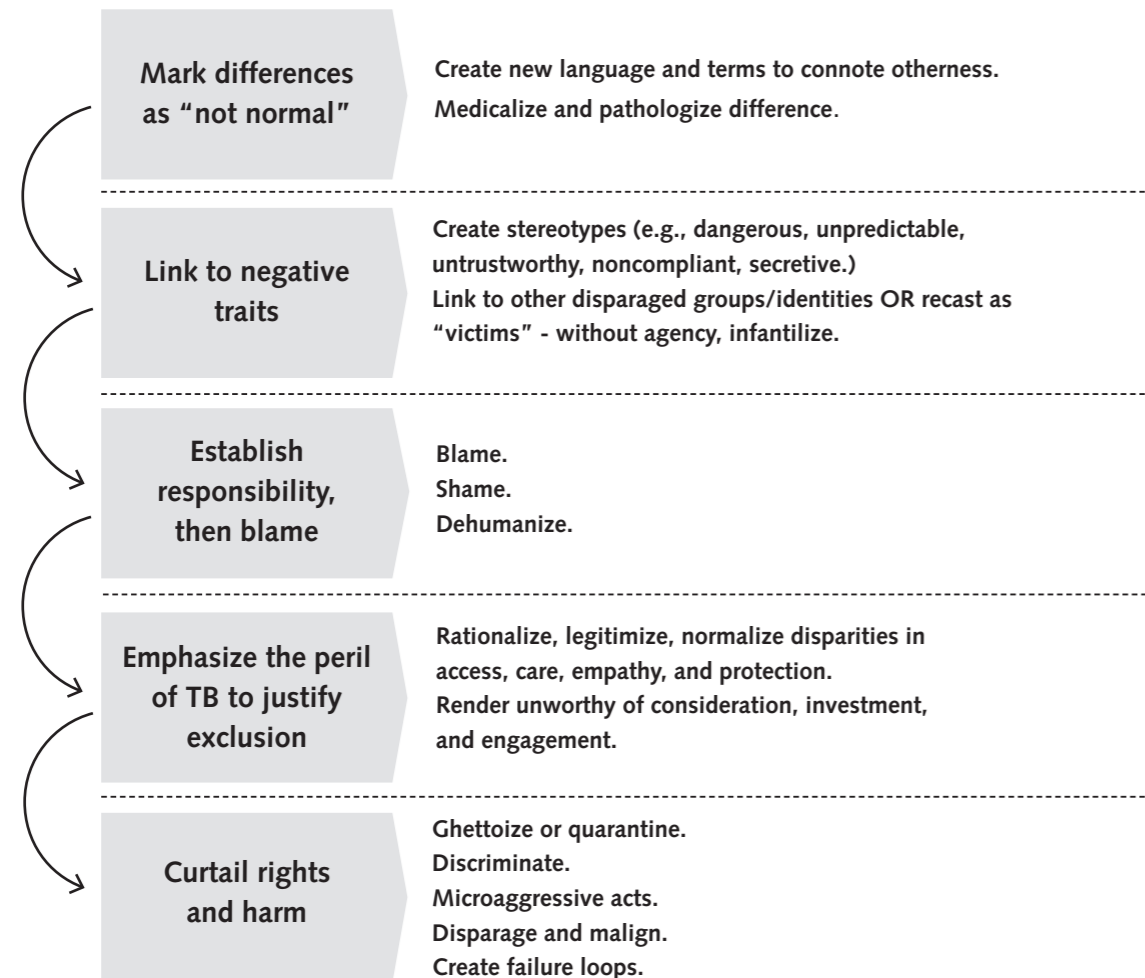 Mark differences
as “not normal”
Create new language and terms to connote otherness.
Medicalize and pathologize difference.
Link to negative
traits
Create stereotypes (e.g., dangerous, unpredictable,
untrustworthy, noncompliant, secretive.)
Link to other disparaged groups/identities OR recast as
“victims” - without agency, infantilize.
Establish
responsibility,
then blame
Blame.
Shame.
Dehumanize.
Emphasize the peril
of TB to justify
exclusion
Rationalize, legitimize, normalize disparities in
access, care, empathy, and protection.
Render unworthy of consideration, investment,
and engagement.
Curtail rights
and harm
Ghettoize or quarantine.
Discriminate.
Microaggressive acts.
Disparage and malign.
Create failure loops.